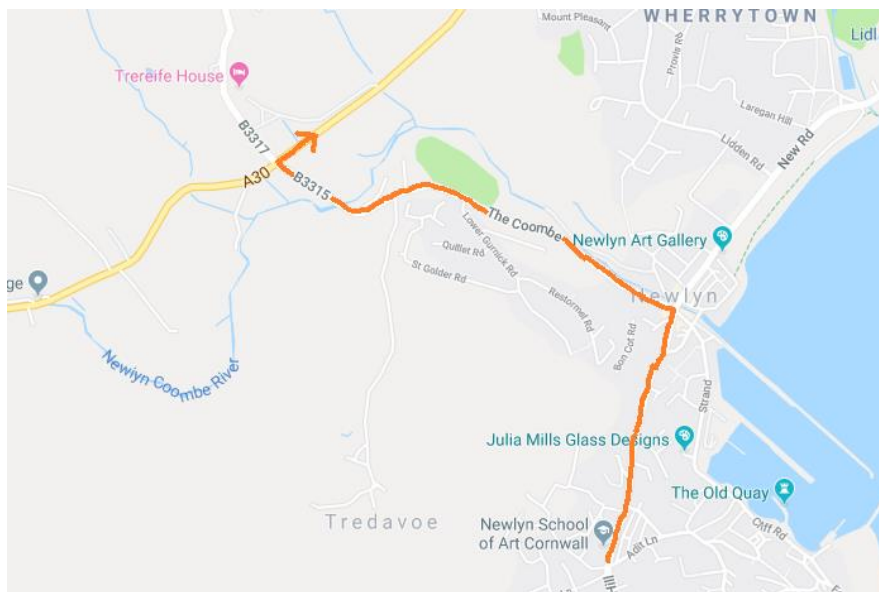 Mount Pleasant
WHERRYTOWN
Lidl
Provis Rd
Trereife House
Laregan Hill
B3317
Lidden Rd
New Rd
A30
B3315
The Coombe
Newlyn Art Gallery
Lower Gurnick Rd
Quillet Rd
St Golder Rd
ge
Restormel Rd
Newlyn
Newlyn Coombe River
Bon Cot Rd
Strand
Julia Mills Glass Designs
The Old Quay
Tredavoe
Newlyn School
of Art Cornwall
Adit Ln
Cliff Rd
Hill